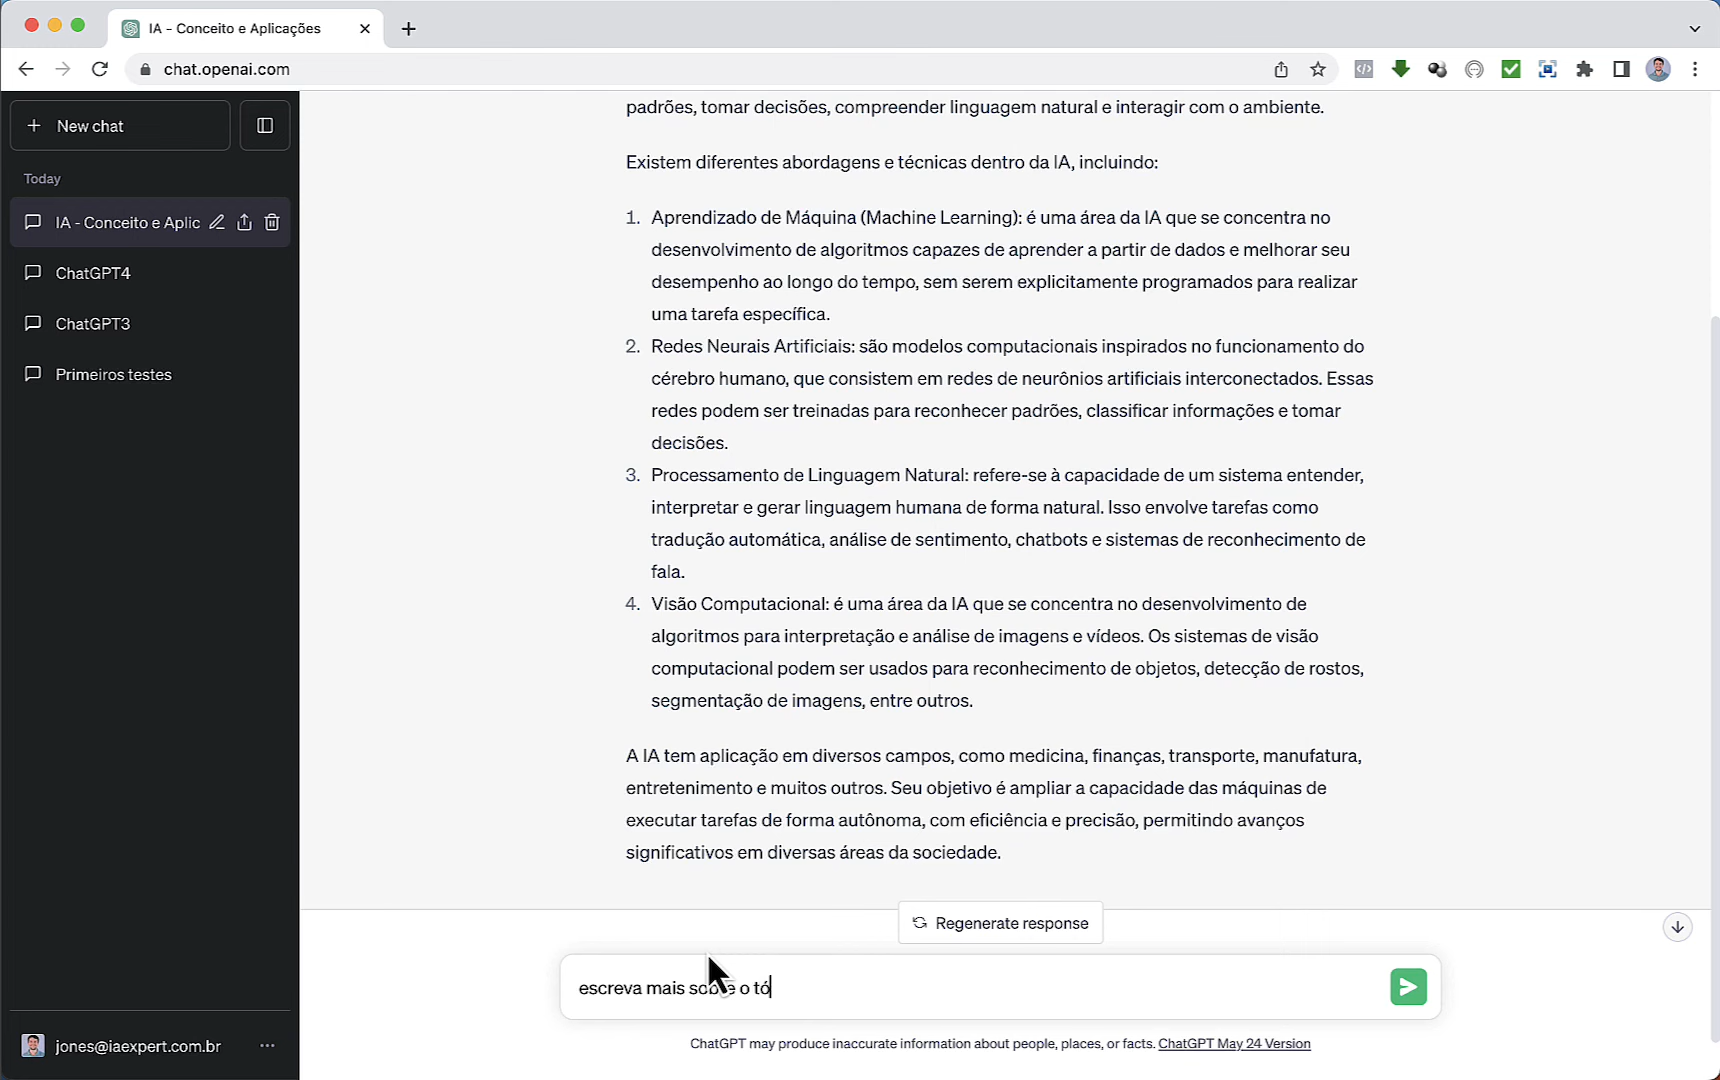 IA - Conceito e Aplicações
chat.openai.com
New chat
Today
IA - Conceito e Aplic
ChatGPT4
ChatGPT3
Primeiros testes
jones@iaexpert.com.br
padrões, tomar decisões, compreender linguagem natural e interagir com o ambiente.
Existem diferentes abordagens e técnicas dentro da IA, incluindo:
1. Aprendizado de Máquina (Machine Learning): é uma área da IA que se concentra no
desenvolvimento de algoritmos capazes de aprender a partir de dados e melhorar seu
desempenho ao longo do tempo, sem serem explicitamente programados para realizar
uma tarefa específica.
2. Redes Neurais Artificiais: são modelos computacionais inspirados no funcionamento do
cérebro humano, que consistem em redes de neurônios artificiais interconectados. Essas
redes podem ser treinadas para reconhecer padrões, classificar informações e tomar
decisões.
3. Processamento de Linguagem Natural: refere-se à capacidade de um sistema entender,
interpretar e gerar linguagem humana de forma natural. Isso envolve tarefas como
tradução automática, análise de sentimento, chatbots e sistemas de reconhecimento de
fala.
4. Visão Computacional: é uma área da IA que se concentra no desenvolvimento de
algoritmos para interpretação e análise de imagens e vídeos. Os sistemas de visão
computacional podem ser usados para reconhecimento de objetos, detecção de rostos,
segmentação de imagens, entre outros.
A IA tem aplicação em diversos campos, como medicina, finanças, transporte, manufatura,
entretenimento e muitos outros. Seu objetivo é ampliar a capacidade das máquinas de
executar tarefas de forma autônoma, com eficiência e precisão, permitindo avanços
significativos em diversas áreas da sociedade.
Regenerate response
escreva mais sobre o tó
ChatGPT may produce inaccurate information about people, places, or facts. ChatGPT May 24 Version